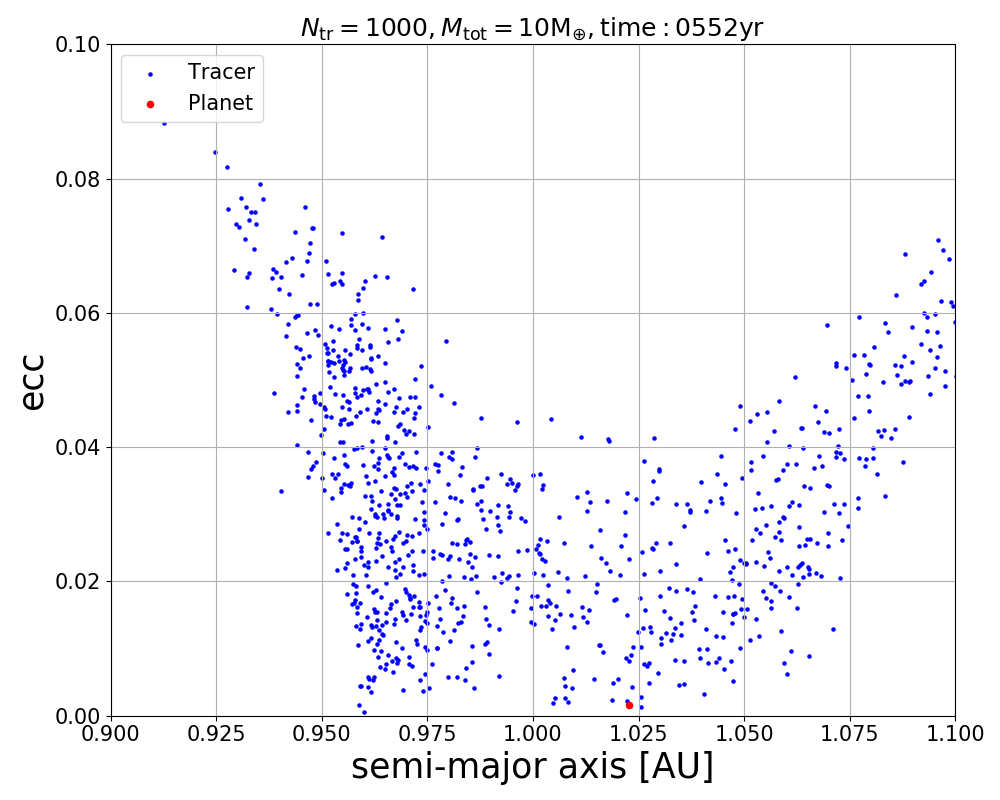 N_tr = 1000, M_tot = 10M_⊕, time : 0552yr
Tracer
Planet
0.10
0.08
0.06
0.04
0.02
0.00
ecc
0.900 0.925 0.950 0.975 1.000 1.025 1.050 1.075 1.100
semi-major axis [AU]